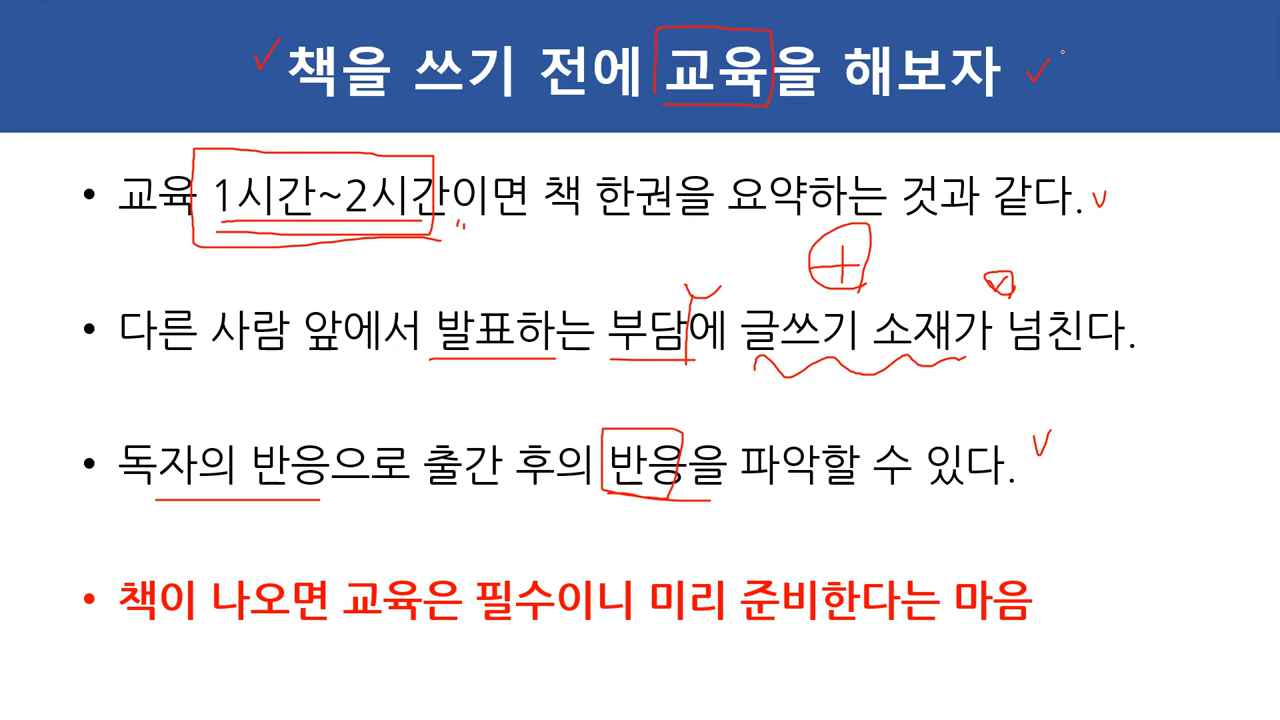 책을 쓰기 전에 교육을 해보자
• 교육 1시간~2시간이면 책 한권을 요약하는 것과 같다.
• 다른 사람 앞에서 발표하는 부담에 글쓰기 소재가 넘친다.
• 독자의 반응으로 출간 후의 반응을 파악할 수 있다.
• 책이 나오면 교육은 필수이니 미리 준비한다는 마음